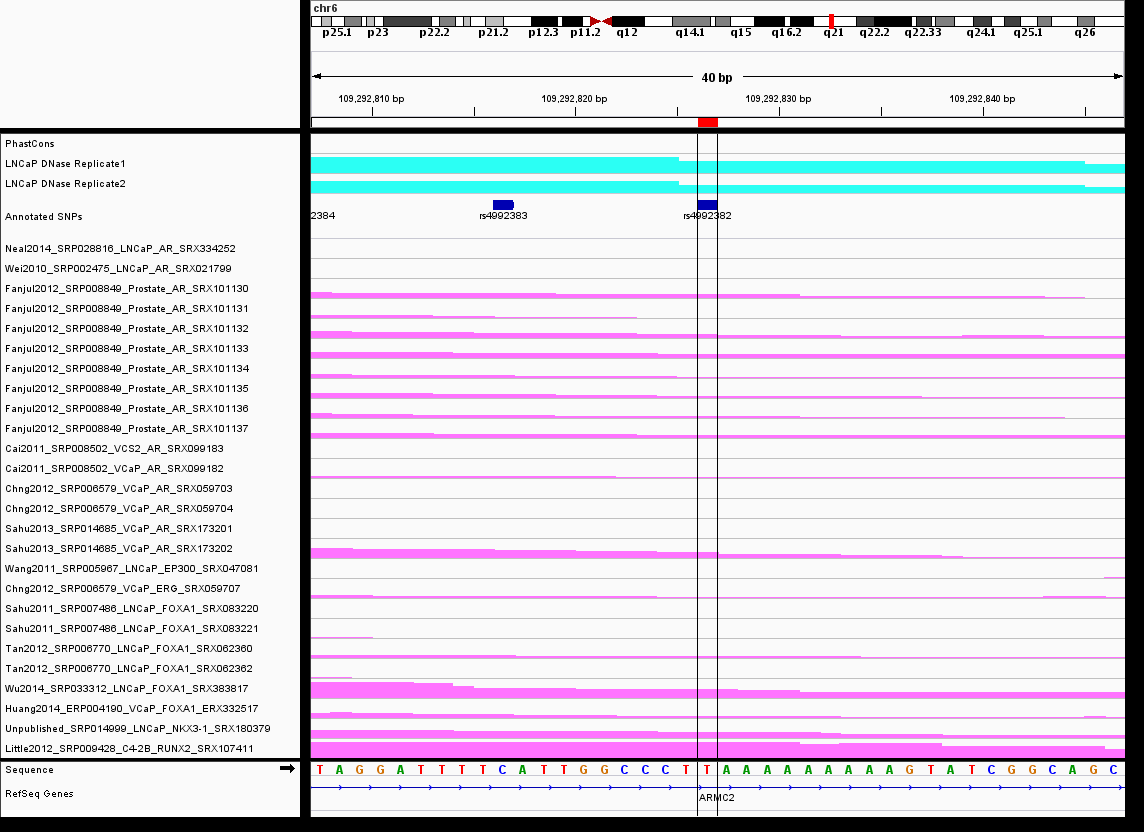 chr6
p25.1 p23 p22.2 p21.2 p12.3 p11.2 q12 q14.1 q15 q16.2 q21 q22.2 q22.33 q24.1 q25.1 q26
40 bp
109,292,810 bp 109,292,820 bp 109,292,830 bp 109,292,840 bp
PhastCons
LNCaP DNase Replicate1
LNCaP DNase Replicate2
Annotated SNPs 2384 rs4992383 rs4992382
Neal2014_SRP028816_LNCaP_AR_SRX334252
Wei2010_SRP002475_LNCaP_AR_SRX021799
Fanjul2012_SRP008849_Prostate_AR_SRX101130
Fanjul2012_SRP008849_Prostate_AR_SRX101131
Fanjul2012_SRP008849_Prostate_AR_SRX101132
Fanjul2012_SRP008849_Prostate_AR_SRX101133
Fanjul2012_SRP008849_Prostate_AR_SRX101134
Fanjul2012_SRP008849_Prostate_AR_SRX101135
Fanjul2012_SRP008849_Prostate_AR_SRX101136
Fanjul2012_SRP008849_Prostate_AR_SRX101137
Cai2011_SRP008502_VCS2_AR_SRX099183
Cai2011_SRP008502_VCaP_AR_SRX099182
Chng2012_SRP006579_VCaP_AR_SRX059703
Chng2012_SRP006579_VCaP_AR_SRX059704
Sahu2013_SRP014685_VCaP_AR_SRX173201
Sahu2013_SRP014685_VCaP_AR_SRX173202
Wang2011_SRP005967_LNCaP_EP300_SRX047081
Chng2012_SRP006579_VCaP_ERG_SRX059707
Sahu2011_SRP007486_LNCaP_FOXA1_SRX083220
Sahu2011_SRP007486_LNCaP_FOXA1_SRX083221
Tan2012_SRP006770_LNCaP_FOXA1_SRX062360
Tan2012_SRP006770_LNCaP_FOXA1_SRX062362
Wu2014_SRP033312_LNCaP_FOXA1_SRX383817
Huang2014_ERP004190_VCaP_FOXA1_ERX332517
Unpublished_SRP014999_LNCaP_NKX3-1_SRX180379
Little2012_SRP009428_C4-2B_RUNX2_SRX107411
Sequence T A G G A T T T T C A T T G G C C C T T A A A A A A A A A G T A T C G G C A G C
RefSeq Genes
ARMC2